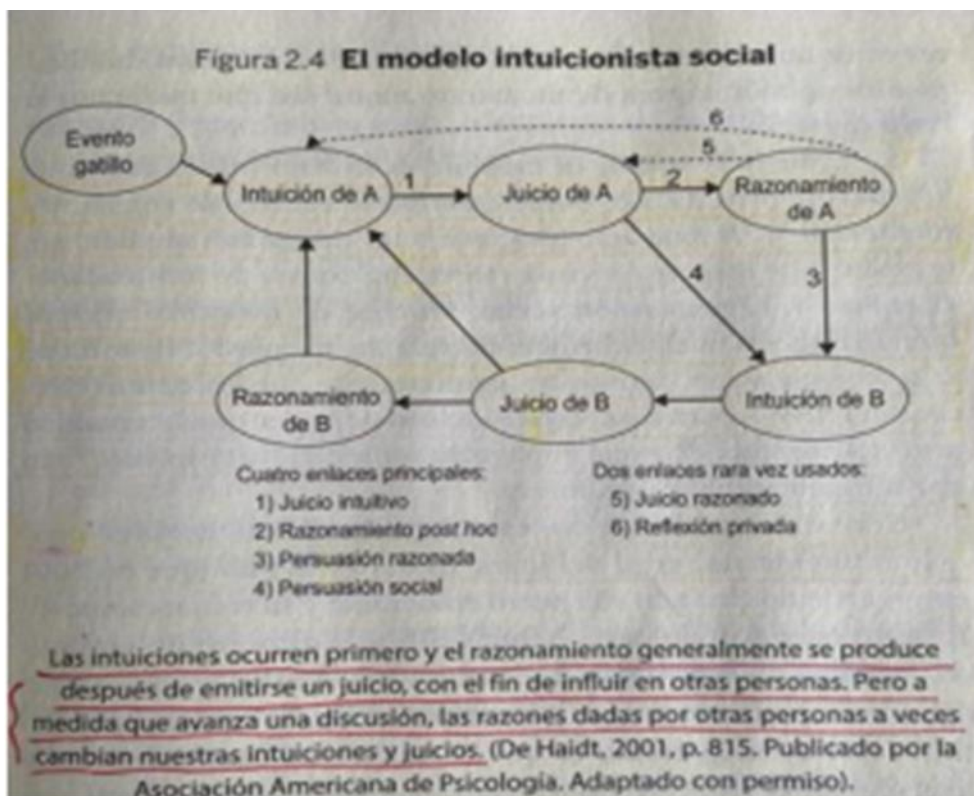 Figura 2.4 El modelo intuicionista social
6
Evento
gatillo
5
Intuición de A
1
Juicio de A
2
Razonamiento
de A
4
3
Razonamiento
de B
Juicio de B
Intuición de B
Cuatro enlaces principales:
1) Juicio intuitivo
2) Razonamiento post hoc
3) Persuasión razonada
4) Persuasión social
Dos enlaces rara vez usados:
5) Juicio razonado
6) Reflexión privada
Las intuiciones ocurren primero y el razonamiento generalmente se produce
después de emitirse un juicio, con el fin de influir en otras personas. Pero a
medida que avanza una discusión, las razones dadas por otras personas a veces
cambian nuestras intuiciones y juicios. (De Haidt, 2001, p. 815. Publicado por la
Asociación Americana de Psicología. Adaptado con permiso).